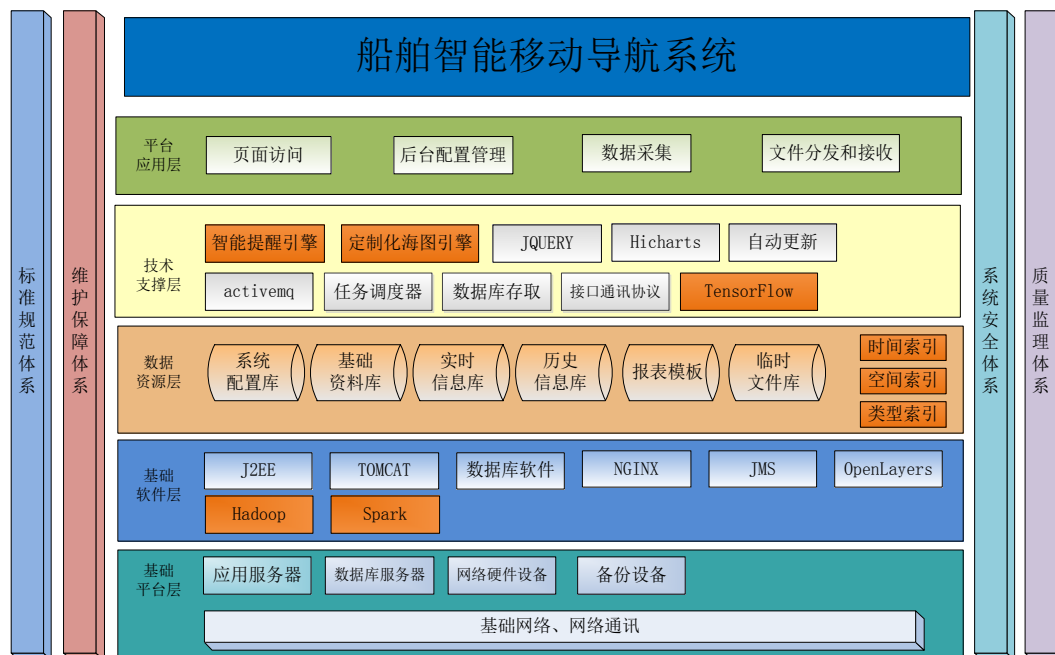 船舶智能移动导航系统
标准规范体系
维护保障体系
平台
应用层
页面访问
后台配置管理
数据采集
文件分发和接收
技术
支撑层
智能提醒引擎
定制化海图引擎
JQUERY
Hicharts
自动更新
activemq
任务调度器
数据库存取
接口通讯协议
TensorFlow
数据
资源层
系统
配置库
基础
资料库
实时
信息库
历史
信息库
报表模板
临时
文件库
时间索引
空间索引
类型索引
基础
软件层
J2EE
TOMCAT
数据库软件
NGINX
JMS
OpenLayers
Hadoop
Spark
基础
平台层
应用服务器
数据库服务器
网络硬件设备
备份设备
基础网络、网络通讯
系统安全体系
质量监理体系